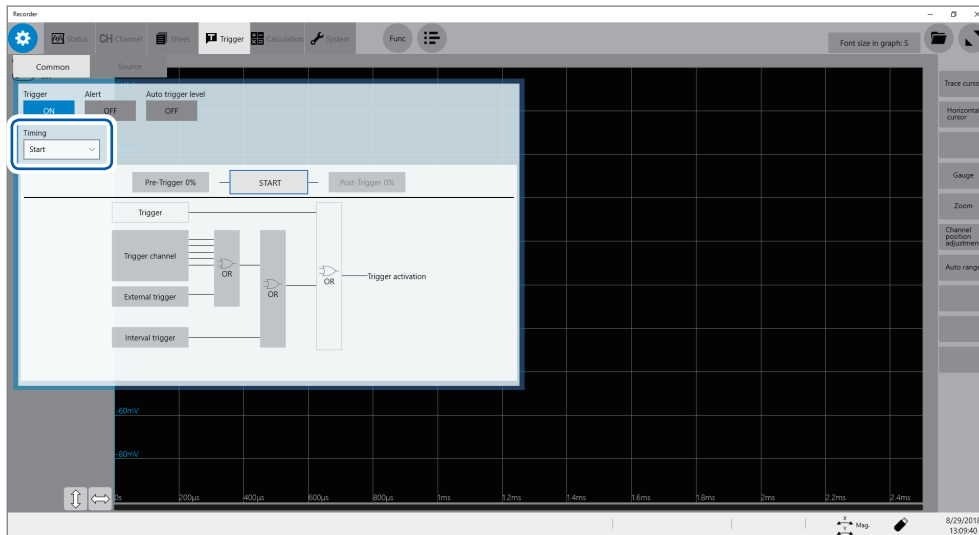 Recorder
Status
CH Channel
Sheet
Trigger
Calculation
System
Func
Font size in graph: S
Common
Source
Trigger
Alert
Auto trigger level
ON
OFF
OFF
Timing
Start
Pre-Trigger 0%
START
Post-Trigger 0%
Trigger
Trigger channel
OR
OR
OR
Trigger activation
External trigger
Interval trigger
-60mV
-80mV
0s
200µs
400µs
600µs
800µs
1ms
1.2ms
1.4ms
1.6ms
1.8ms
2ms
2.2ms
2.4ms
Trace curso
Horizontal
cursor
Gauge
Zoom
Channel
position
adjustmen
Auto range
X
Y
Mag.
8/29/2018
13:09:40